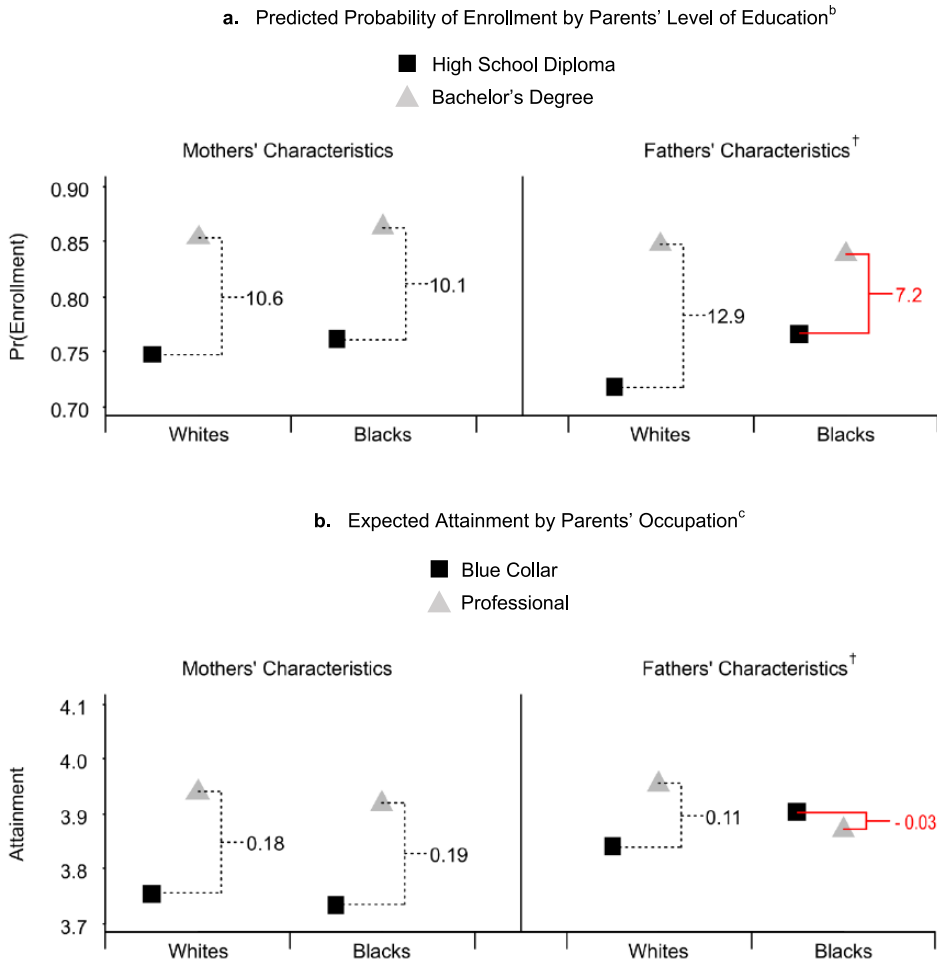 a. Predicted Probability of Enrollment by Parents’ Level of Education^b
High School Diploma
Bachelor’s Degree
Mothers' Characteristics
Fathers' Characteristics†
Pr(Enrollment)
0.90
0.85
0.80
0.75
0.70
10.6
10.1
12.9
7.2
Whites
Blacks
Whites
Blacks
b. Expected Attainment by Parents’ Occupation^c
Blue Collar
Professional
Mothers' Characteristics
Fathers' Characteristics†
Attainment
4.1
4.0
3.9
3.8
3.7
0.18
0.19
0.11
- 0.03
Whites
Blacks
Whites
Blacks